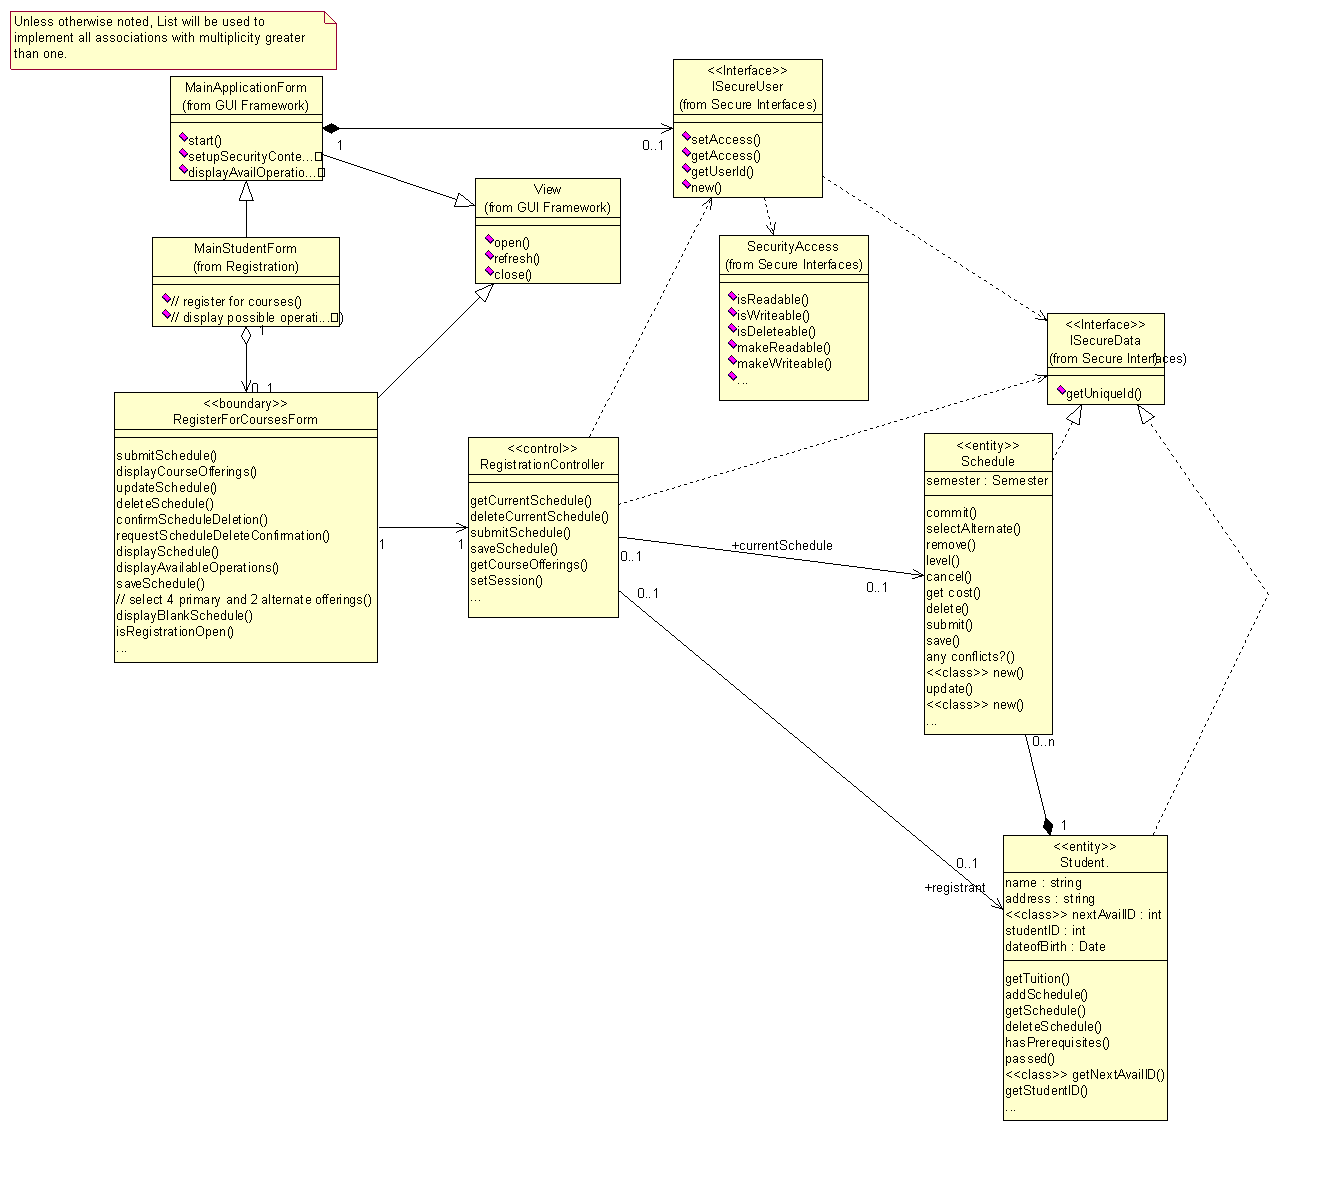 Unless otherwise noted, List will be used to
implement all associations with multiplicity greater
than one.
MainApplicationForm
(from GUI Framework)
start()
setupSecurityConte...
displayAvailOperatio...
1
0..1
<<Interface>>
ISecureUser
(from Secure Interfaces)
setAccess()
getAccess()
getUserId()
new()
View
(from GUI Framework)
open()
refresh()
close()
MainStudentForm
(from Registration)
// register for courses()
// display possible operati...)
1
0..1
SecurityAccess
(from Secure Interfaces)
isReadable()
isWriteable()
isDeleteable()
makeReadable()
makeWriteable()
...
<<Interface>>
ISecureData
(from Secure Interfaces)
getUniqueId()
<<boundary>>
RegisterForCoursesForm
submitSchedule()
displayCourseOfferings()
updateSchedule()
deleteSchedule()
confirmScheduleDeletion()
requestScheduleDeleteConfirmation()
displaySchedule()
displayAvailableOperations()
saveSchedule()
// select 4 primary and 2 alternate offerings()
displayBlankSchedule()
isRegistrationOpen()
...
1
1
<<control>>
RegistrationController
getCurrentSchedule()
deleteCurrentSchedule()
submitSchedule()
saveSchedule()
getCourseOfferings()
setSession()
...
0..1
+currentSchedule
0..1
0..1
<<entity>>
Schedule
semester : Semester
commit()
selectAlternate()
remove()
level()
cancel()
get cost()
delete()
submit()
save()
any conflicts?()
<<class>> new()
update()
<<class>> new()
...
0..n
1
0..1
+registrant
<<entity>>
Student.
name : string
address : string
<<class>> nextAvailID : int
studentID : int
dateofBirth : Date
getTuition()
addSchedule()
getSchedule()
deleteSchedule()
hasPrerequisites()
passed()
<<class>> getNextAvailID()
getStudentID()
...